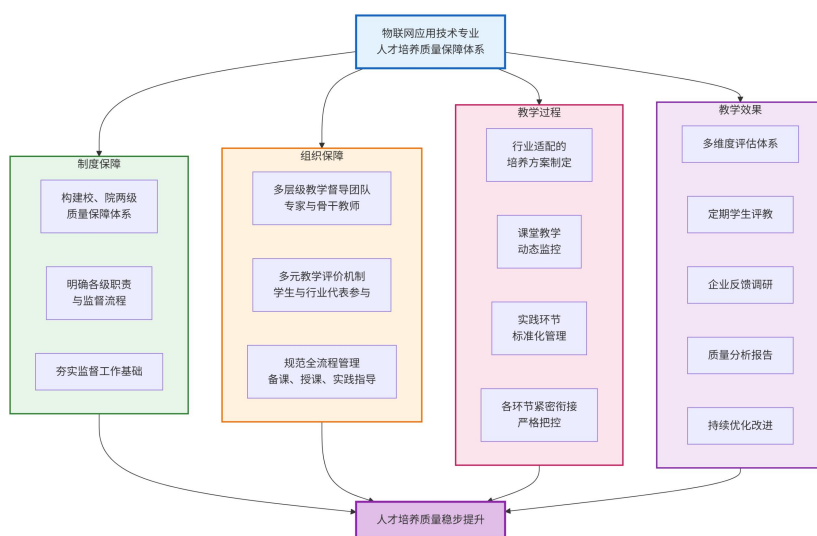 物联网应用技术专业
人才培养质量保障体系
制度保障
构建校、院两级
质量保障体系
明确各级职责
与监督流程
夯实监督工作基础
组织保障
多层级教学督导团队
专家与骨干教师
多元教学评价机制
学生与行业代表参与
规范全流程管理
备课、授课、实践指导
教学过程
行业适配的
培养方案制定
课堂教学
动态监控
实践环节
标准化管理
各环节紧密衔接
严格把控
教学效果
多维度评估体系
定期学生评教
企业反馈调研
质量分析报告
持续优化改进
人才培养质量稳步提升